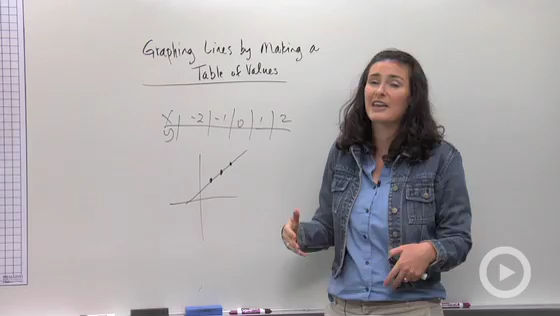 Graphing Lines by Making a
Table of Values
x | -2 | -1 | 0 | 1 | 2
y |